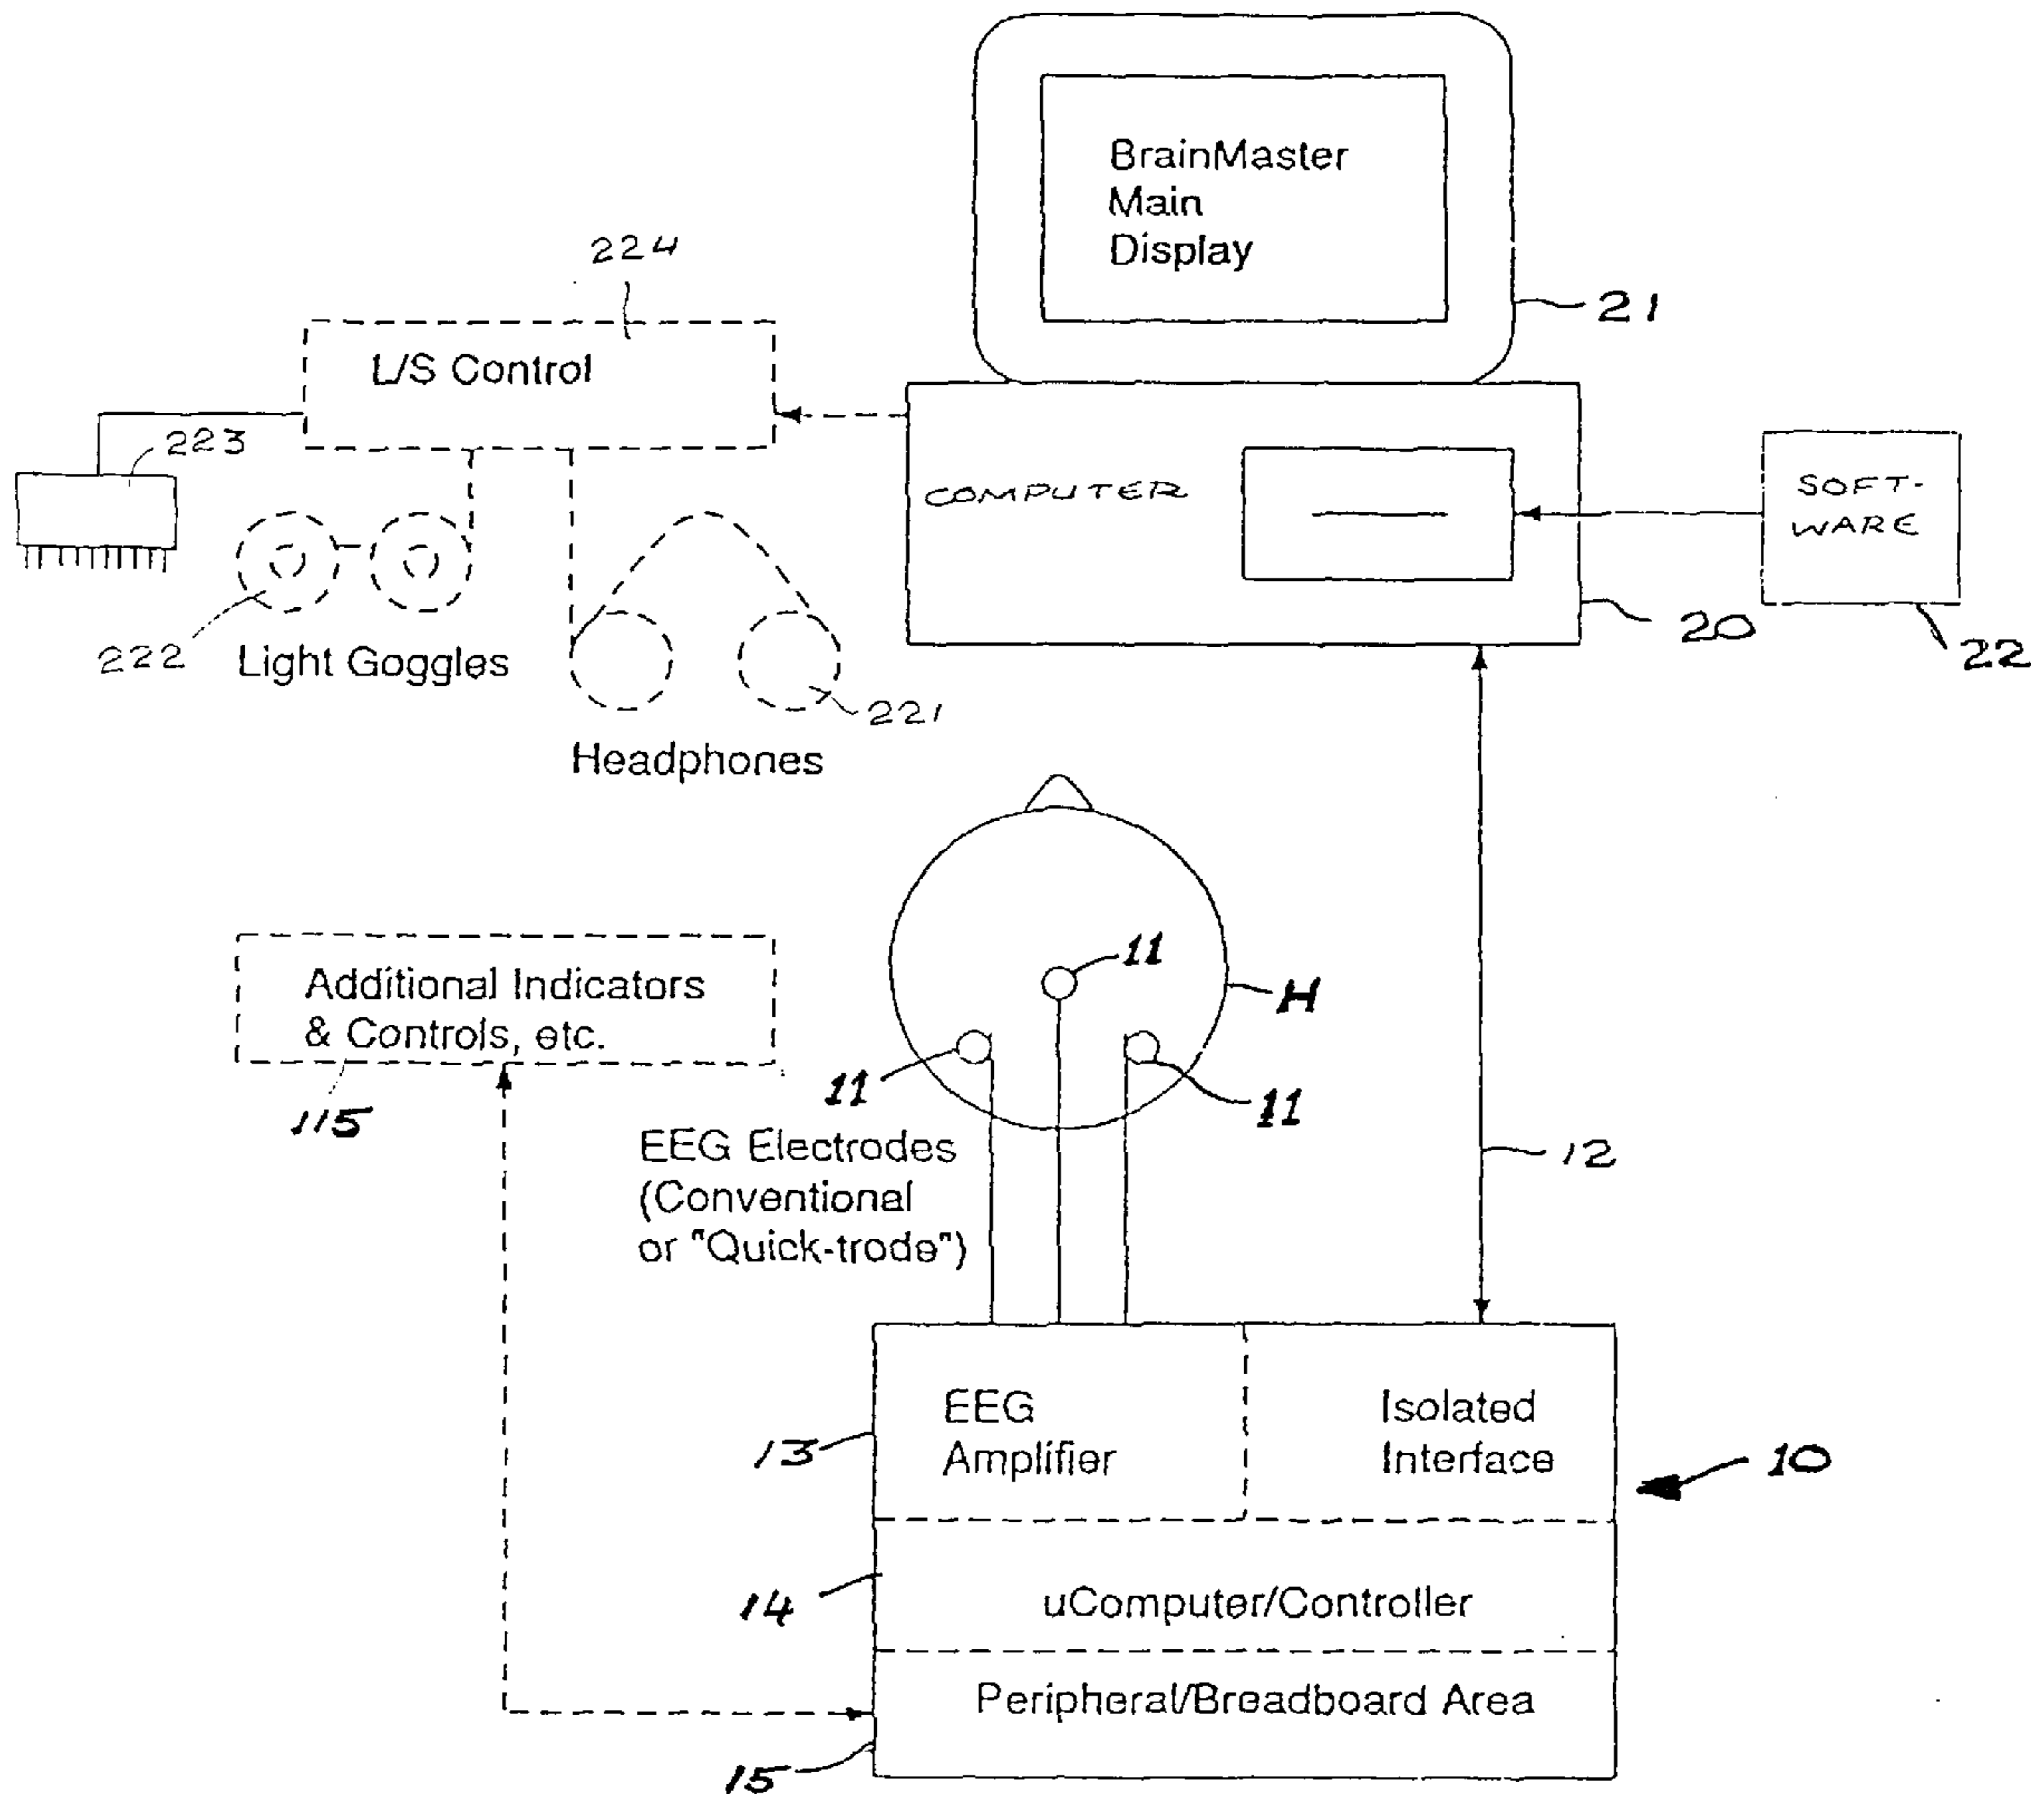 BrainMaster
Main
Display
21
224
L/S Control
223
COMPUTER
SOFT-
WARE
20
22
222
Light Goggles
221
Headphones
11
H
11
11
Additional Indicators
& Controls, etc.
115
EEG Electrodes
(Conventional
or "Quick-trode")
12
EEG
Amplifier
Isolated
Interface
13
10
14
uComputer/Controller
Peripheral/Breadboard Area
15